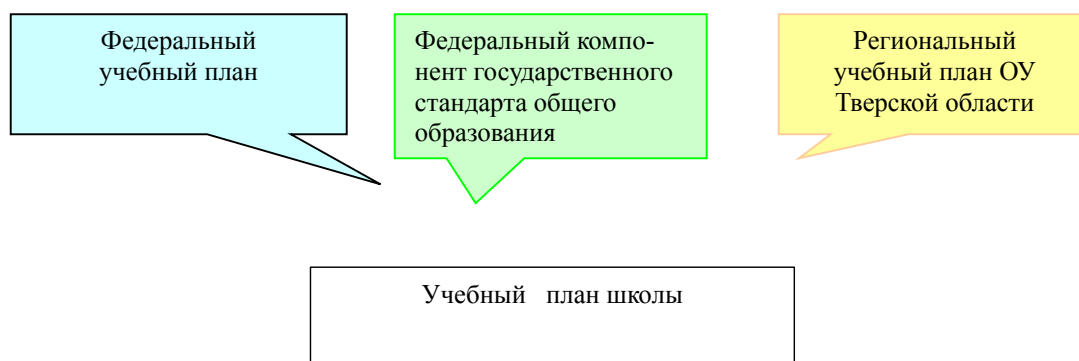 Федеральный
учебный план
Федеральный компо-
нент государственного
стандарта общего
образования
Региональный
учебный план ОУ
Тверской области
Учебный план школы